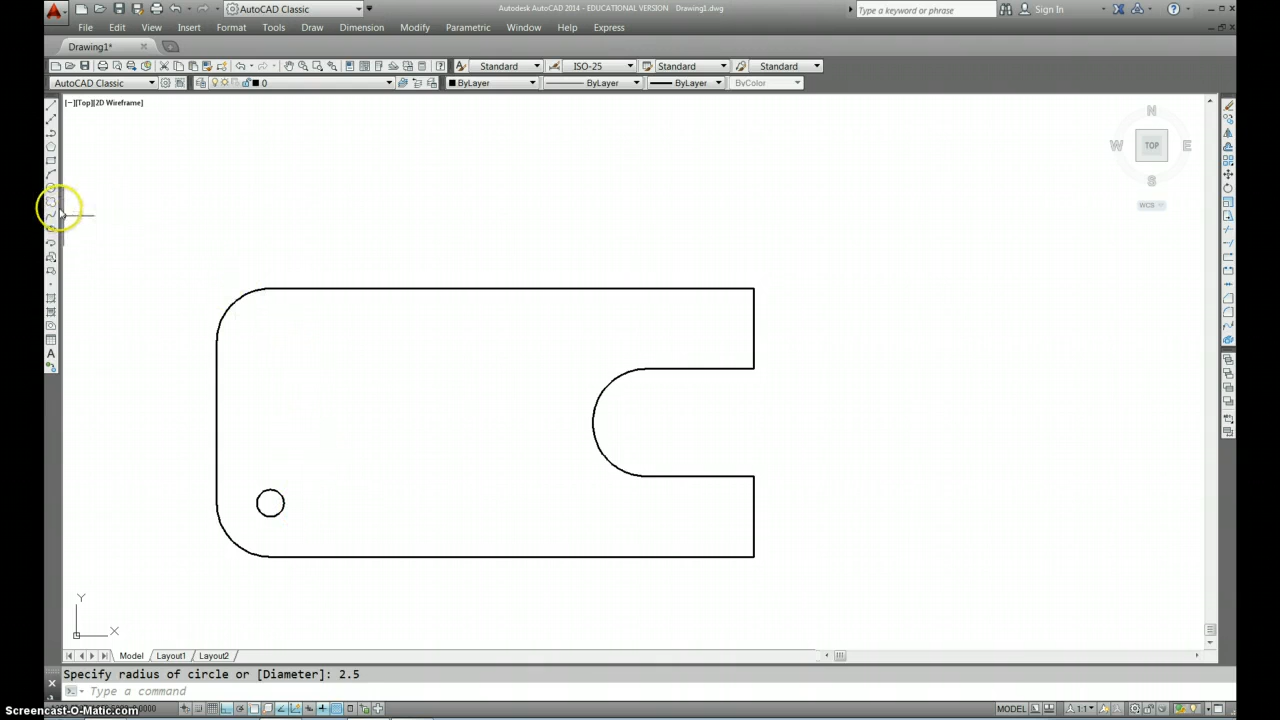 AutoCAD Classic
Autodesk AutoCAD 2014 - EDUCATIONAL VERSION Drawing1.dwg
Type a keyword or phrase
Sign In
File Edit View Insert Format Tools Draw Dimension Modify Parametric Window Help Express
Drawing1*
Standard ISO-25 Standard Standard
AutoCAD Classic 0 ByLayer ByLayer ByLayer ByColor
[−][Top][2D Wireframe]
N
W TOP E
S
WCS
A
Y
X
Model Layout1 Layout2
Specify radius of circle or [Diameter]: 2.5
Type a command
Screencast-O-Matic.com
MODEL 1:1